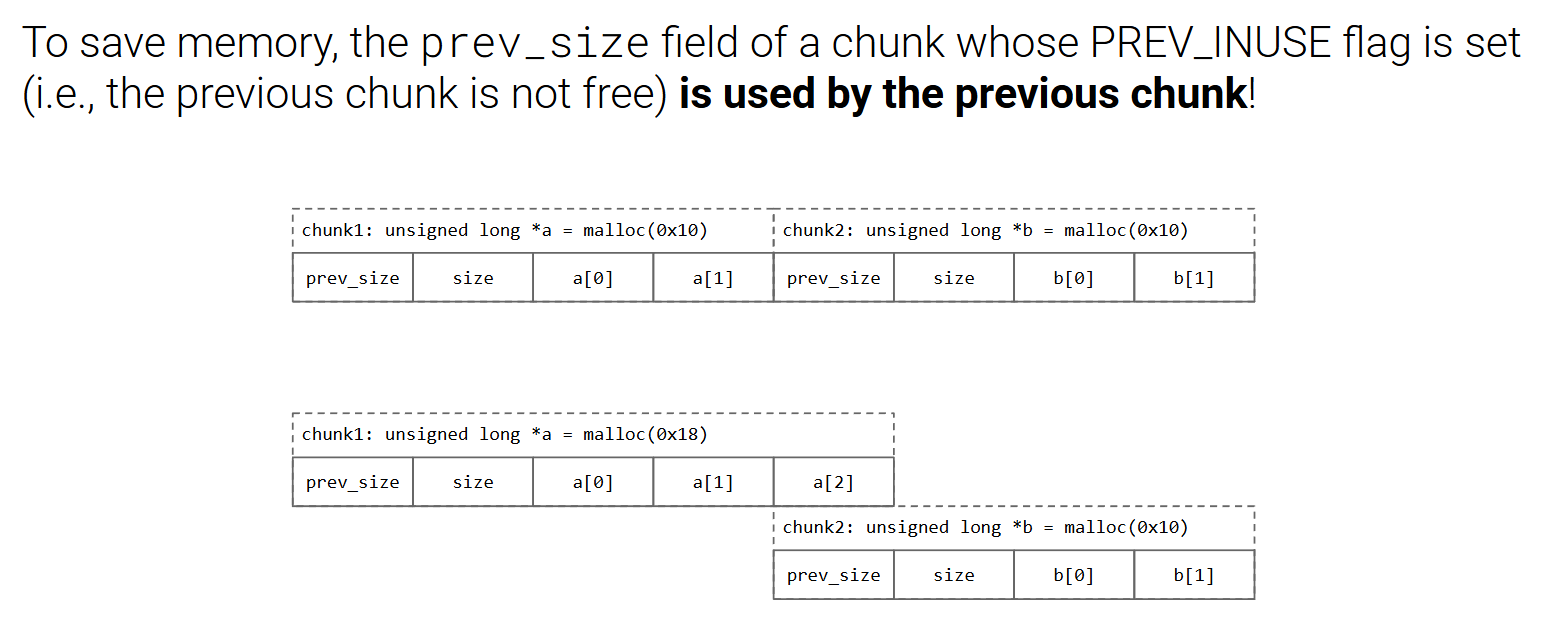 To save memory, the prev_size field of a chunk whose PREV_INUSE flag is set
(i.e., the previous chunk is not free) is used by the previous chunk!
chunk1: unsigned long *a = malloc(0x10) chunk2: unsigned long *b = malloc(0x10)
prev_size size a[0] a[1] prev_size size b[0] b[1]
chunk1: unsigned long *a = malloc(0x18)
prev_size size a[0] a[1] a[2]
chunk2: unsigned long *b = malloc(0x10)
prev_size size b[0] b[1]